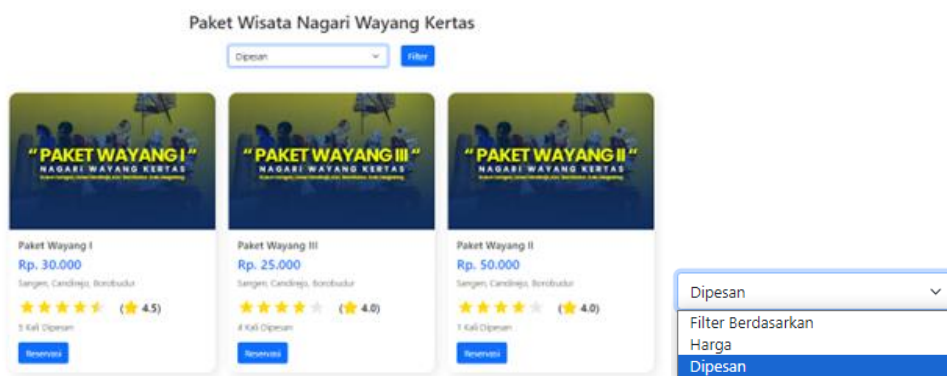 Paket Wisata Nagari Wayang Kertas
Dipesan
Filter
“ PAKET WAYANG I ”
NAGARI WAYANG KERTAS
“ PAKET WAYANG III “
NAGARI WAYANG KERTAS
“ PAKET WAYANG II “
NAGARI WAYANG KERTAS
Paket Wayang I
Rp. 30.000
Sangen, Candirejo, Borobudur
(4.5)
5 Kali Dipesan
Reservasi
Paket Wayang III
Rp. 25.000
Sangen, Candirejo, Borobudur
(4.0)
4 Kali Dipesan
Reservasi
Paket Wayang II
Rp. 50.000
Sangen, Candirejo, Borobudur
(4.0)
1 Kali Dipesan
Reservasi
Dipesan
Filter Berdasarkan
Harga
Dipesan